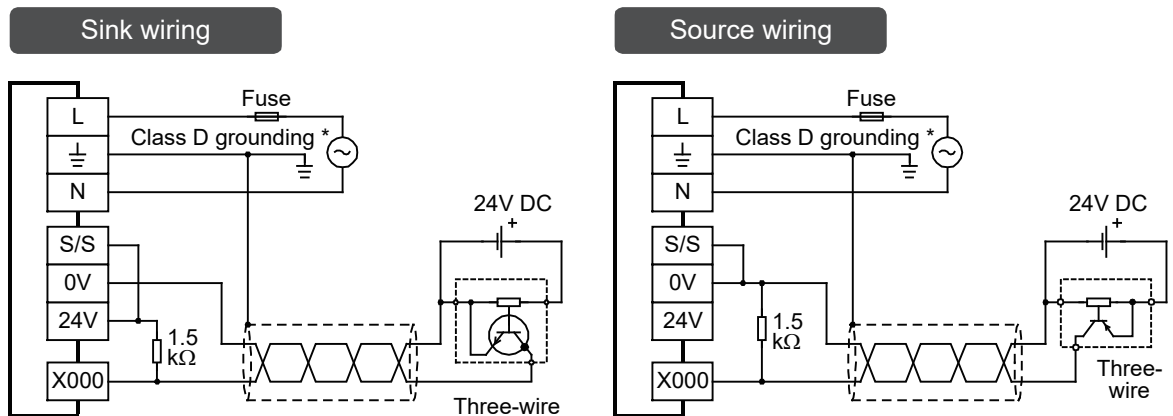 Sink wiring
L
Fuse
Class D grounding *
N
24V DC
+
S/S
0V
24V
1.5
kΩ
X000
Three-wire
Source wiring
L
Fuse
Class D grounding *
N
24V DC
+
S/S
0V
24V
1.5
kΩ
X000
Three-
wire